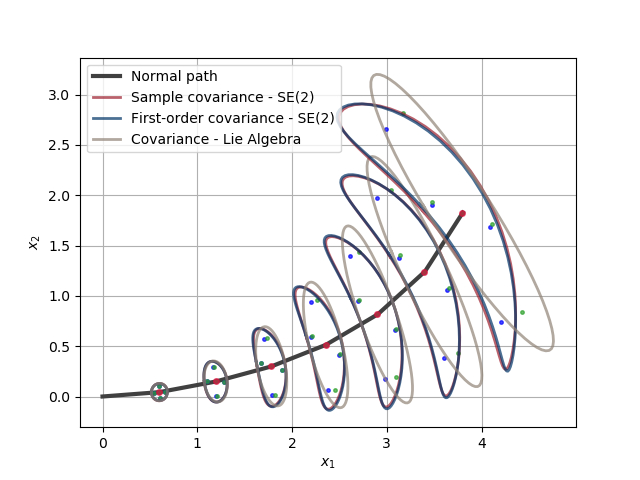 Normal path
Sample covariance - SE(2)
First-order covariance - SE(2)
Covariance - Lie Algebra
3.0
2.5
2.0
1.5
1.0
0.5
0.0
x₂
0 1 2 3 4
x₁